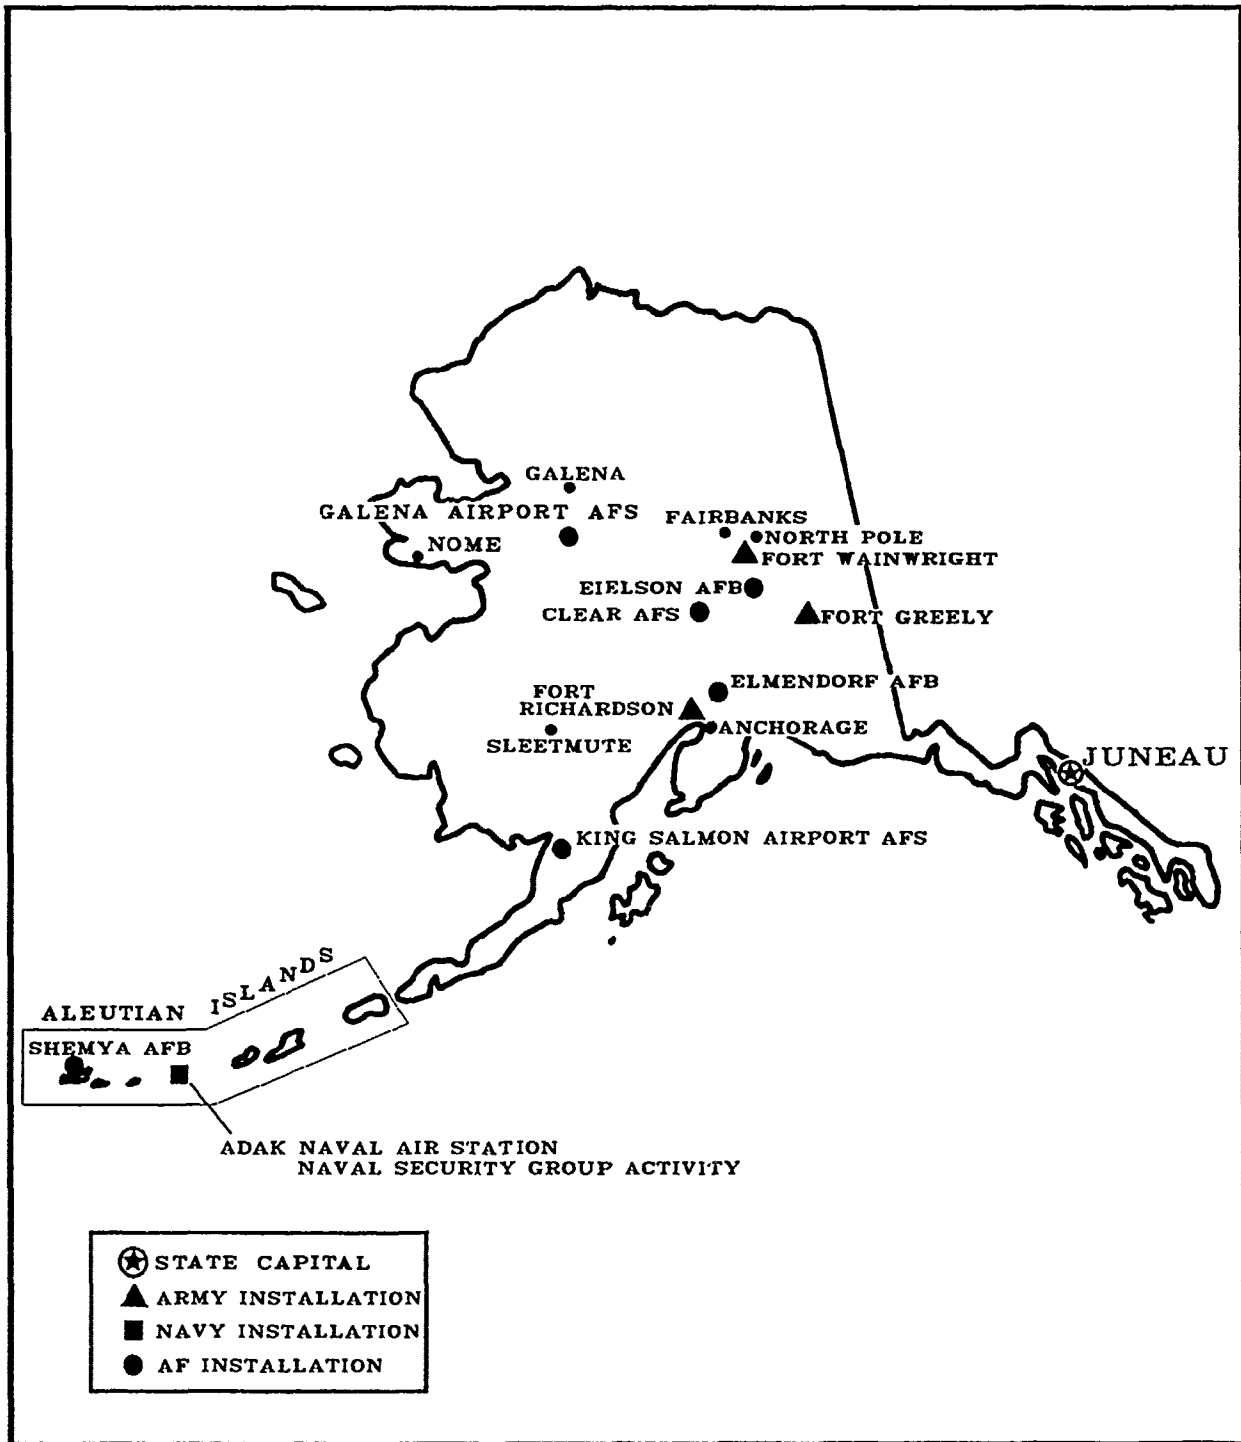 GALENA
GALENA AIRPORT AFS
FAIRBANKS
NORTH POLE
NOME
FORT WAINWRIGHT
EIELSON AFB
CLEAR AFS
FORT GREELY
ELMENDORF AFB
FORT
RICHARDSON
ANCHORAGE
SLEETMUTE
JUNEAU
KING SALMON AIRPORT AFS
ALEUTIAN ISLANDS
SHEMYA AFB
ADAK NAVAL AIR STATION
NAVAL SECURITY GROUP ACTIVITY
STATE CAPITAL
ARMY INSTALLATION
NAVY INSTALLATION
AF INSTALLATION